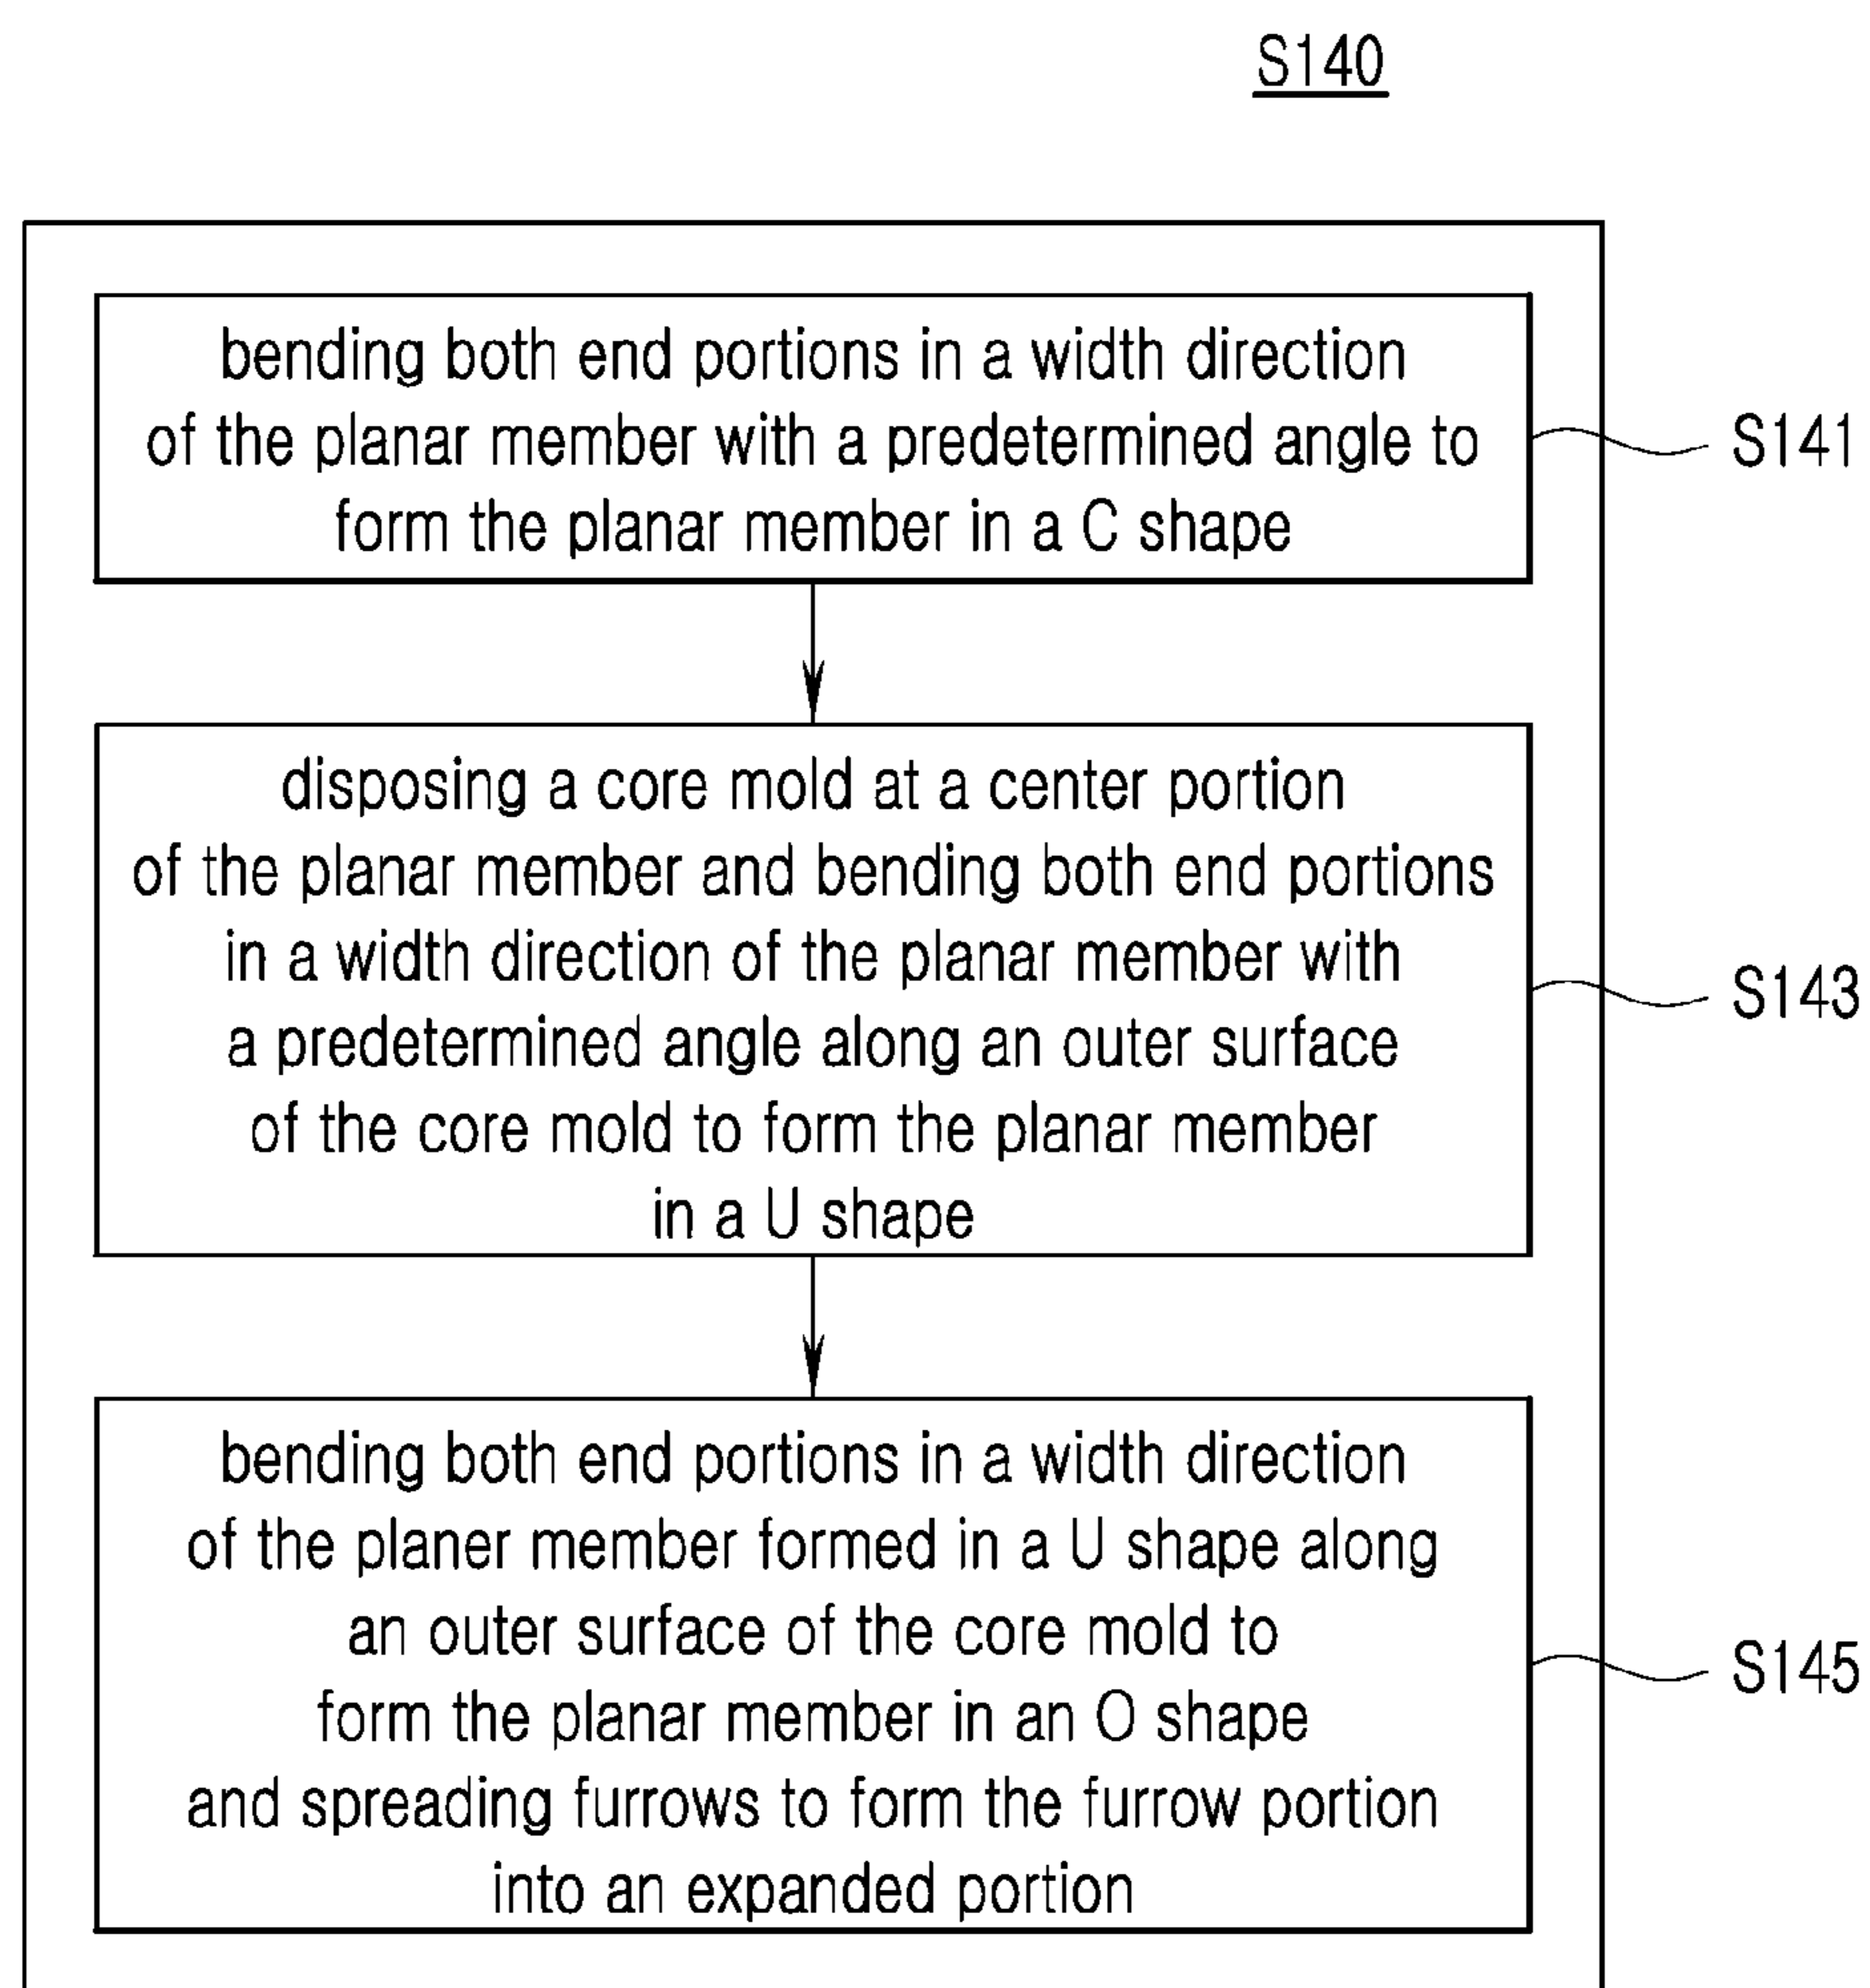 S140
bending both end portions in a width direction
of the planar member with a predetermined angle to
form the planar member in a C shape
S141
disposing a core mold at a center portion
of the planar member and bending both end portions
in a width direction of the planar member with
a predetermined angle along an outer surface
of the core mold to form the planar member
in a U shape
S143
bending both end portions in a width direction
of the planer member formed in a U shape along
an outer surface of the core mold to
form the planar member in an O shape
and spreading furrows to form the furrow portion
into an expanded portion
S145